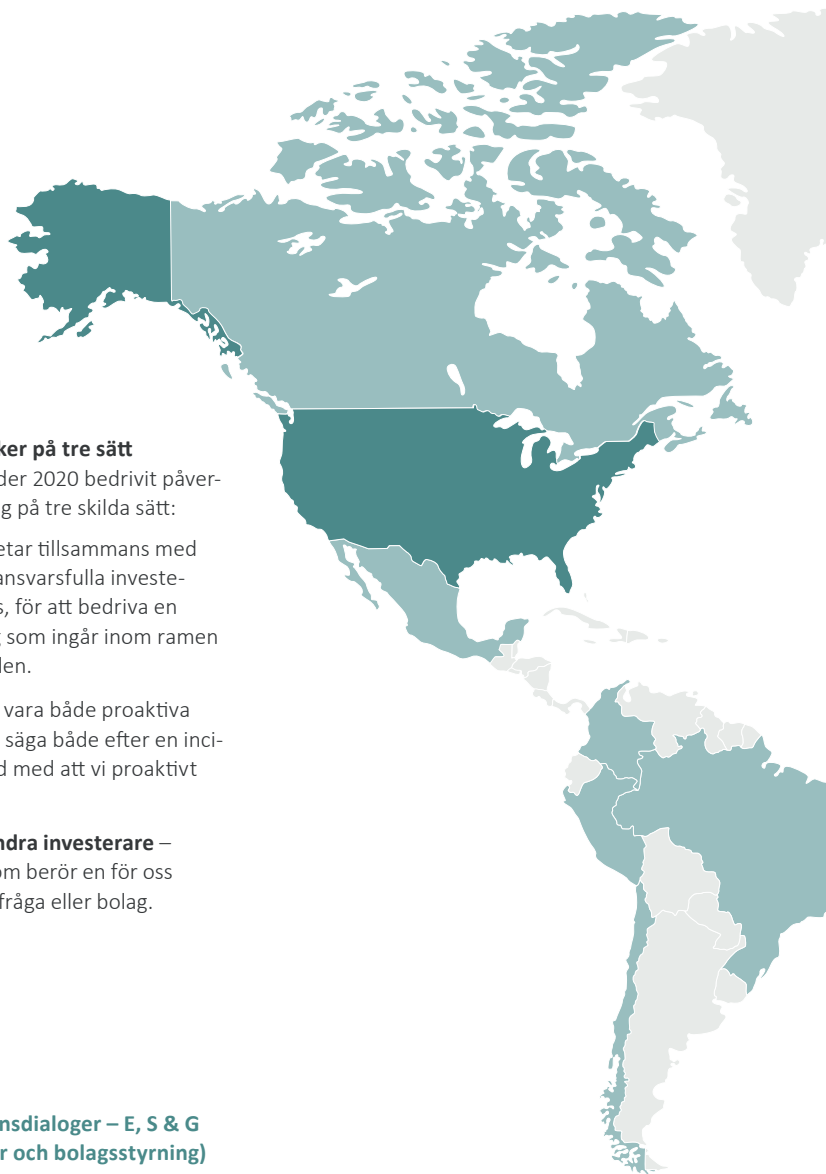 ker på tre sätt
der 2020 bedrivit påver-
g på tre skilda sätt:
etar tillsammans med
ansvarsfulla investe-
s, för att bedriva en
g som ingår inom ramen
den.
vara både proaktiva
säga både efter en inci-
d med att vi proaktivt
ndra investerare –
om berör en för oss
fråga eller bolag.
nsdialoger – E, S & G
r och bolagsstyrning)